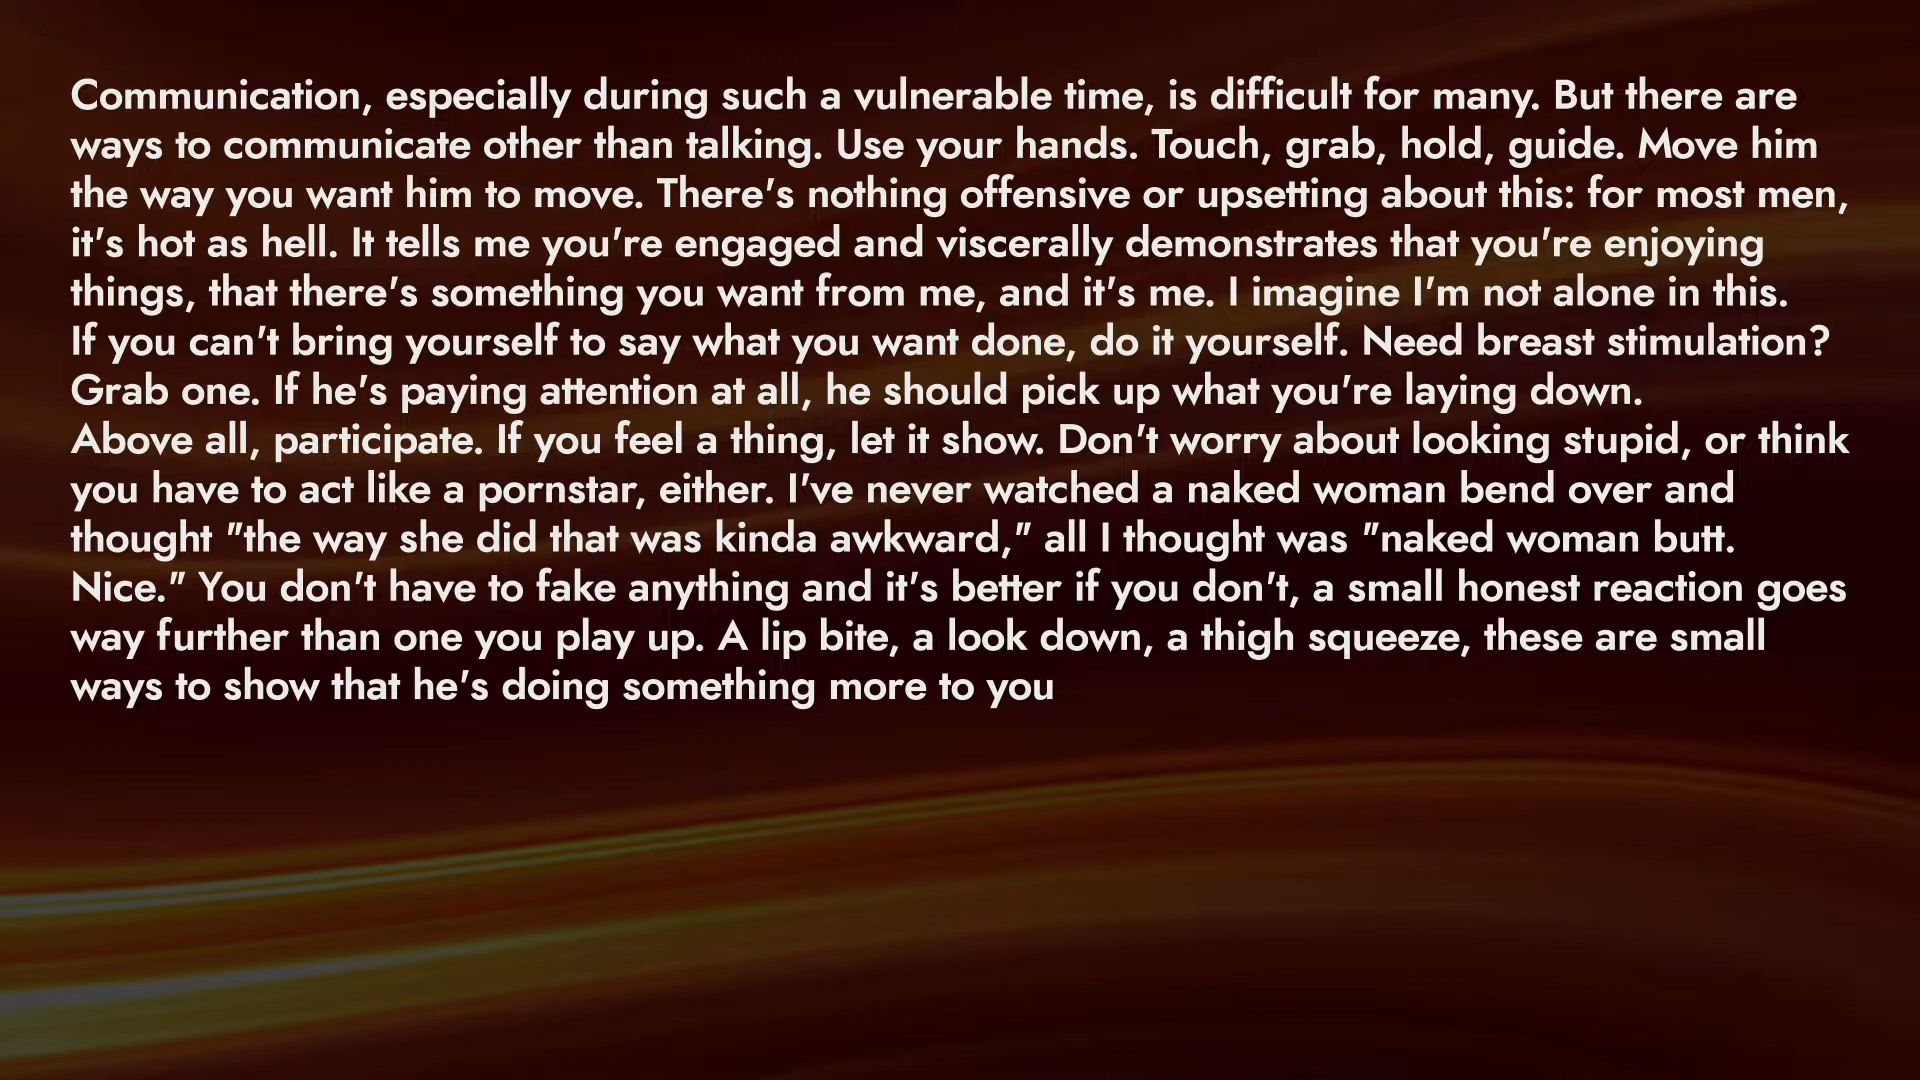 Communication, especially during such a vulnerable time, is difficult for many. But there are
ways to communicate other than talking. Use your hands. Touch, grab, hold, guide. Move him
the way you want him to move. There's nothing offensive or upsetting about this: for most men,
it's hot as hell. It tells me you're engaged and viscerally demonstrates that you're enjoying
things, that there's something you want from me, and it's me. I imagine I'm not alone in this.
If you can't bring yourself to say what you want done, do it yourself. Need breast stimulation?
Grab one. If he's paying attention at all, he should pick up what you're laying down.
Above all, participate. If you feel a thing, let it show. Don't worry about looking stupid, or think
you have to act like a pornstar, either. I've never watched a naked woman bend over and
thought "the way she did that was kinda awkward," all I thought was "naked woman butt.
Nice." You don't have to fake anything and it's better if you don't, a small honest reaction goes
way further than one you play up. A lip bite, a look down, a thigh squeeze, these are small
ways to show that he's doing something more to you